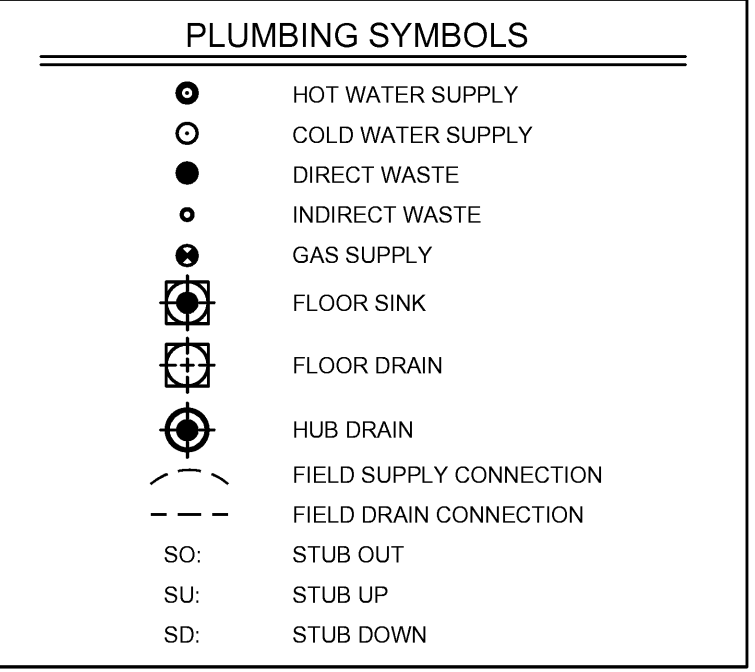 PLUMBING SYMBOLS
HOT WATER SUPPLY
COLD WATER SUPPLY
DIRECT WASTE
INDIRECT WASTE
GAS SUPPLY
FLOOR SINK
FLOOR DRAIN
HUB DRAIN
FIELD SUPPLY CONNECTION
FIELD DRAIN CONNECTION
SO: STUB OUT
SU: STUB UP
SD: STUB DOWN